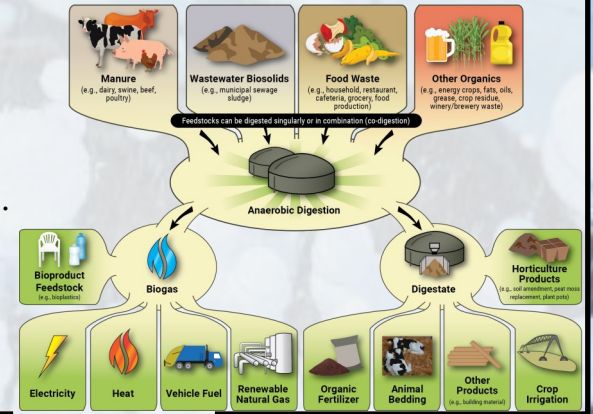 Manure
(e.g., dairy, swine, beef,
poultry)
Wastewater Biosolids
(e.g., municipal sewage
sludge)
Food Waste
(e.g., household, restaurant,
cafeteria, grocery, food
production)
Other Organics
(e.g., energy crops, fats, oils,
grease, crop residue,
winery/brewery waste)
Feedstocks can be digested singularly or in combination (co-digestion)
Anaerobic Digestion
Bioproduct
Feedstock
(e.g., bioplastics)
Biogas
Digestate
Horticulture
Products
(e.g., soil amendment, peat moss
replacement, plant pots)
Electricity
Heat
Vehicle Fuel
Renewable
Natural Gas
Organic
Fertilizer
Animal
Bedding
Other
Products
(e.g., building material)
Crop
Irrigation